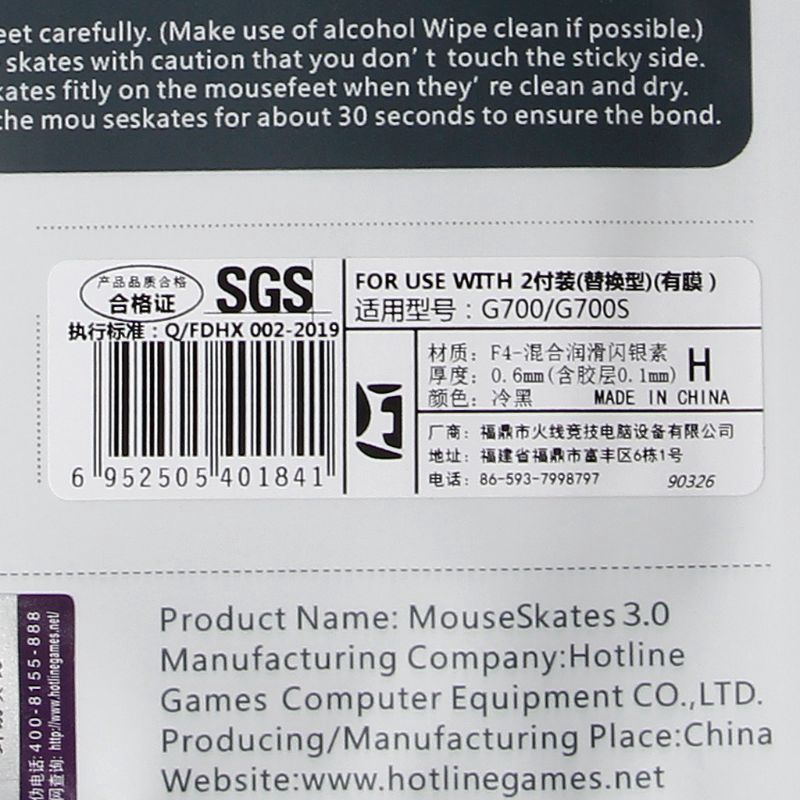 eet carefully. (Make use of alcohol Wipe clean if possible.)
skates with caution that you don't touch the sticky side.
kates fitly on the mousefeet when they're clean and dry.
the mou seskates for about 30 seconds to ensure the bond.
产品品质合格
合格证
SGS
执行标准：Q/FDHX 002-2019
6 952505 401841
FOR USE WITH 2付装(替换型)(有膜)
适用型号：G700/G700S
材质：F4-混合润滑闪银素
厚度：0.6mm(含胶层0.1mm)
H
颜色：冷黑 MADE IN CHINA
厂商：福鼎市火线竞技电脑设备有限公司
地址：福建省福鼎市富丰区6栋1号
电话：86-593-7998797
90326
伪电话:400-8155-888
网查询: http://www.hotlinegames.net/
Product Name: MouseSkates 3.0
Manufacturing Company:Hotline
Games Computer Equipment CO.,LTD.
Producing/Manufacturing Place:China
Website:www.hotlinegames.net